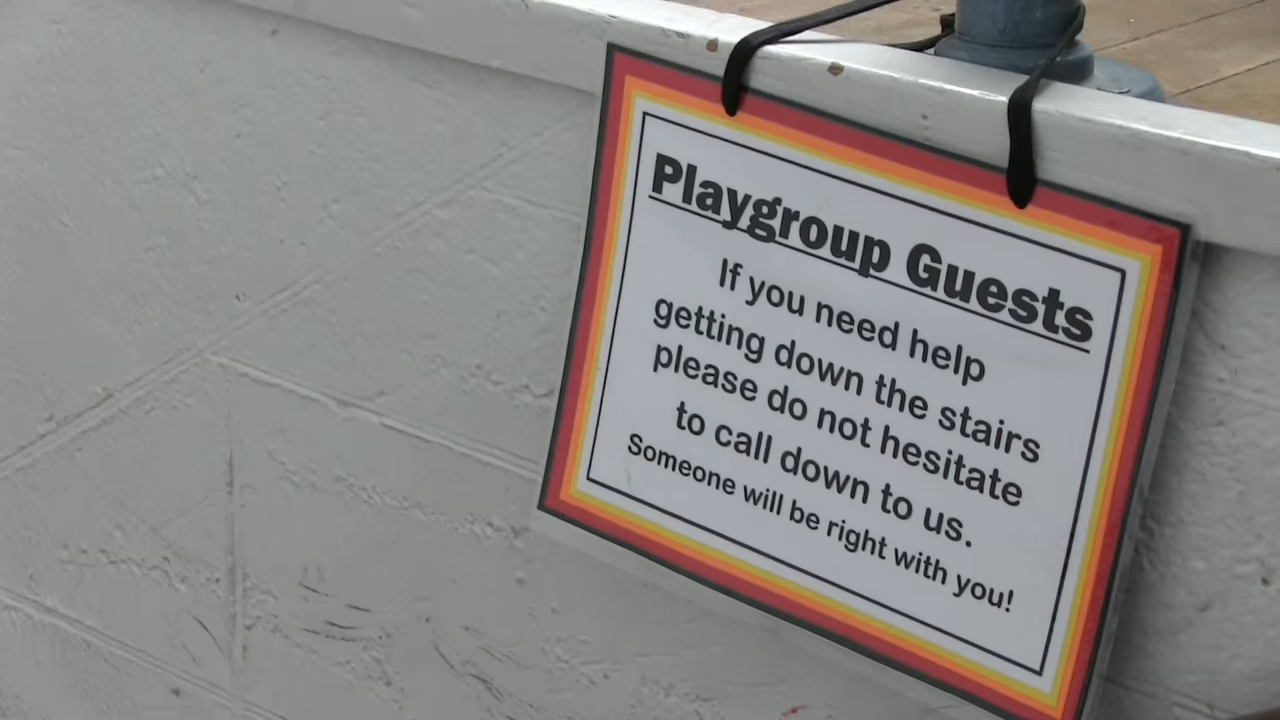 Playgroup Guests
If you need help
getting down the stairs
please do not hesitate
to call down to us.
Someone will be right with you!